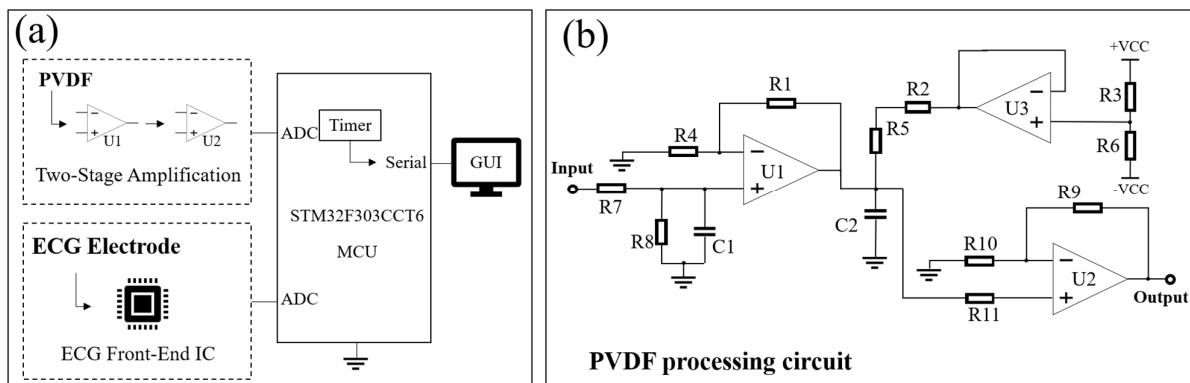 (a)
PVDF
U1
U2
Two-Stage Amplification
ECG Electrode
ECG Front-End IC
ADC
Timer
Serial
STM32F303CCT6
MCU
ADC
GUI
(b)
+VCC
R1
R2
U3
R3
R4
R5
R6
Input
U1
-VCC
R7
R9
R8
C1
C2
R10
U2
R11
Output
PVDF processing circuit